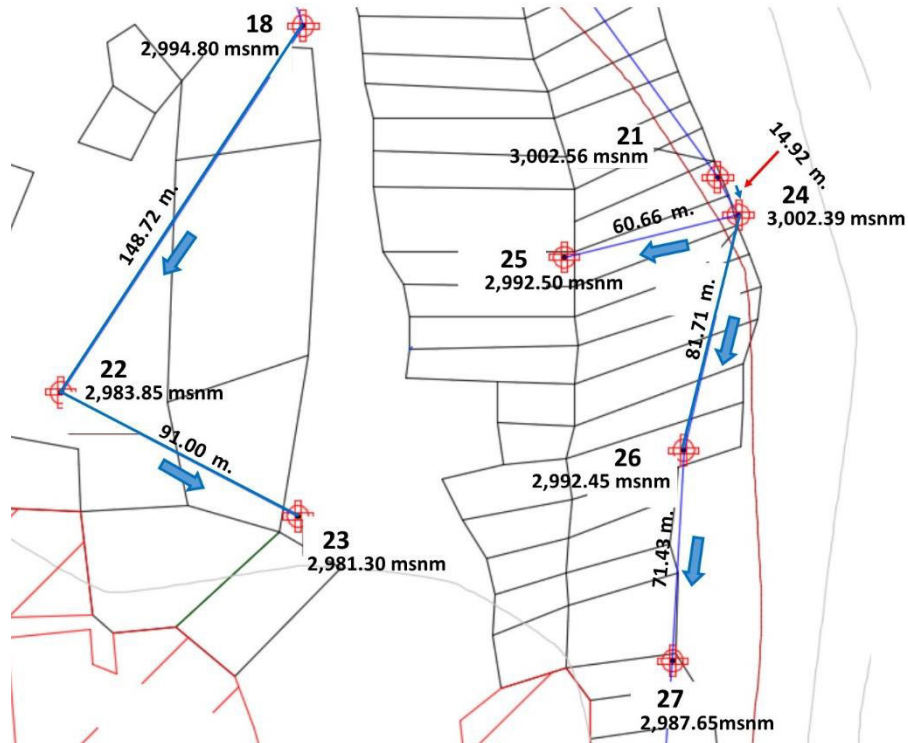 18
2,994.80 msnm
148.72 m.
21
3,002.56 msnm
14.92 m.
24
3,002.39 msnm
60.66 m.
25
2,992.50 msnm
81.71 m.
22
2,983.85 msnm
91.00 m.
26
2,992.45 msnm
23
2,981.30 msnm
71.43 m.
27
2,987.65msnm